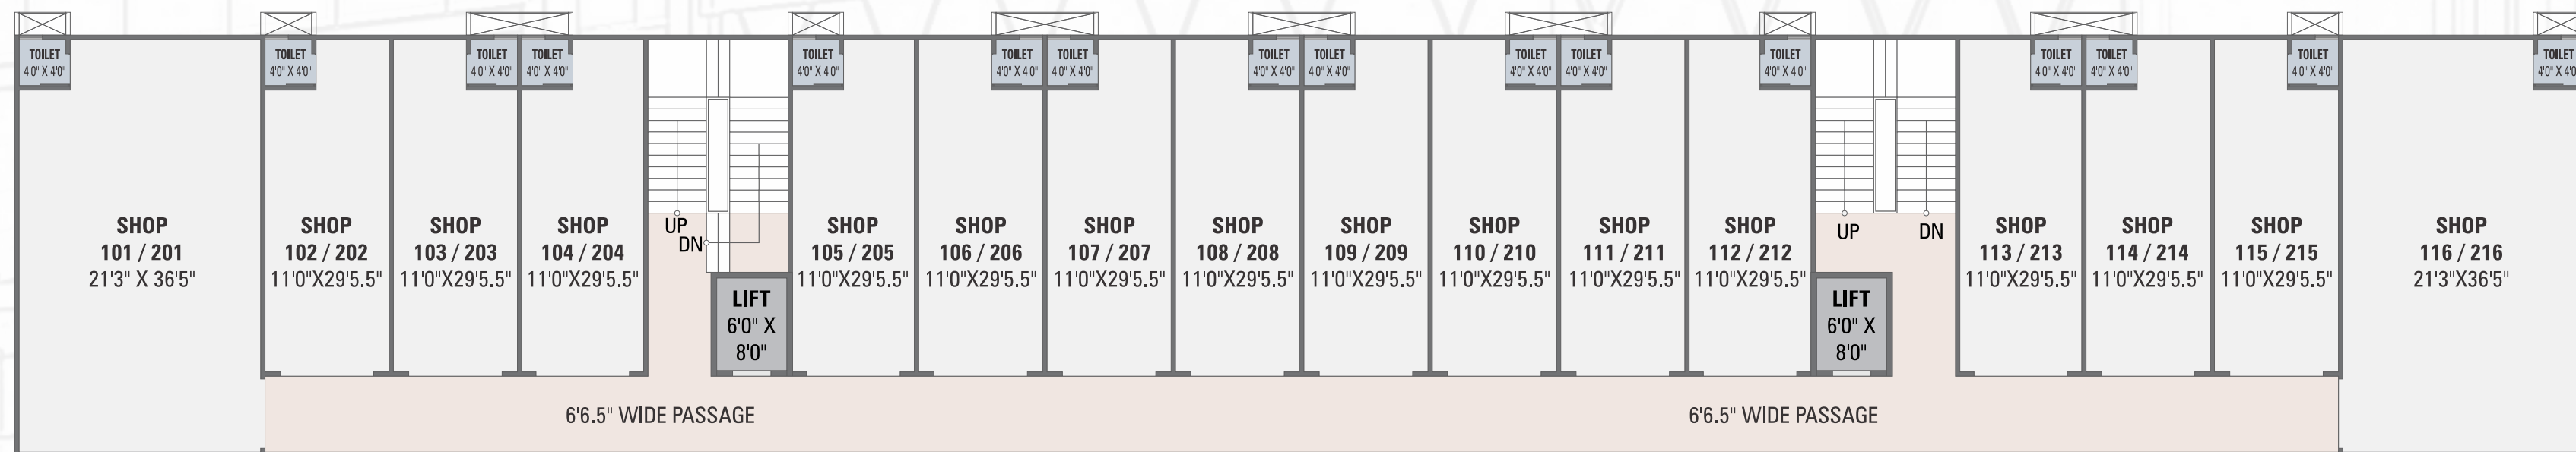 TOILET
4'0" X 4'0"
TOILET
4'0" X 4'0"
TOILET
4'0" X 4'0"
TOILET
4'0" X 4'0"
TOILET
4'0" X 4'0"
TOILET
4'0" X 4'0"
TOILET
4'0" X 4'0"
TOILET
4'0" X 4'0"
TOILET
4'0" X 4'0"
TOILET
4'0" X 4'0"
TOILET
4'0" X 4'0"
TOILET
4'0" X 4'0"
TOILET
4'0" X 4'0"
TOILET
4'0" X 4'0"
TOILET
4'0" X 4'0"
TOILET
4'0" X 4'0"
SHOP
101 / 201
21'3" X 36'5"
SHOP
102 / 202
11'0"X29'5.5"
SHOP
103 / 203
11'0"X29'5.5"
SHOP
104 / 204
11'0"X29'5.5"
UP
DN
LIFT
6'0" X
8'0"
SHOP
105 / 205
11'0"X29'5.5"
SHOP
106 / 206
11'0"X29'5.5"
SHOP
107 / 207
11'0"X29'5.5"
SHOP
108 / 208
11'0"X29'5.5"
SHOP
109 / 209
11'0"X29'5.5"
SHOP
110 / 210
11'0"X29'5.5"
SHOP
111 / 211
11'0"X29'5.5"
SHOP
112 / 212
11'0"X29'5.5"
UP
DN
LIFT
6'0" X
8'0"
SHOP
113 / 213
11'0"X29'5.5"
SHOP
114 / 214
11'0"X29'5.5"
SHOP
115 / 215
11'0"X29'5.5"
SHOP
116 / 216
21'3"X36'5"
6'6.5" WIDE PASSAGE
6'6.5" WIDE PASSAGE